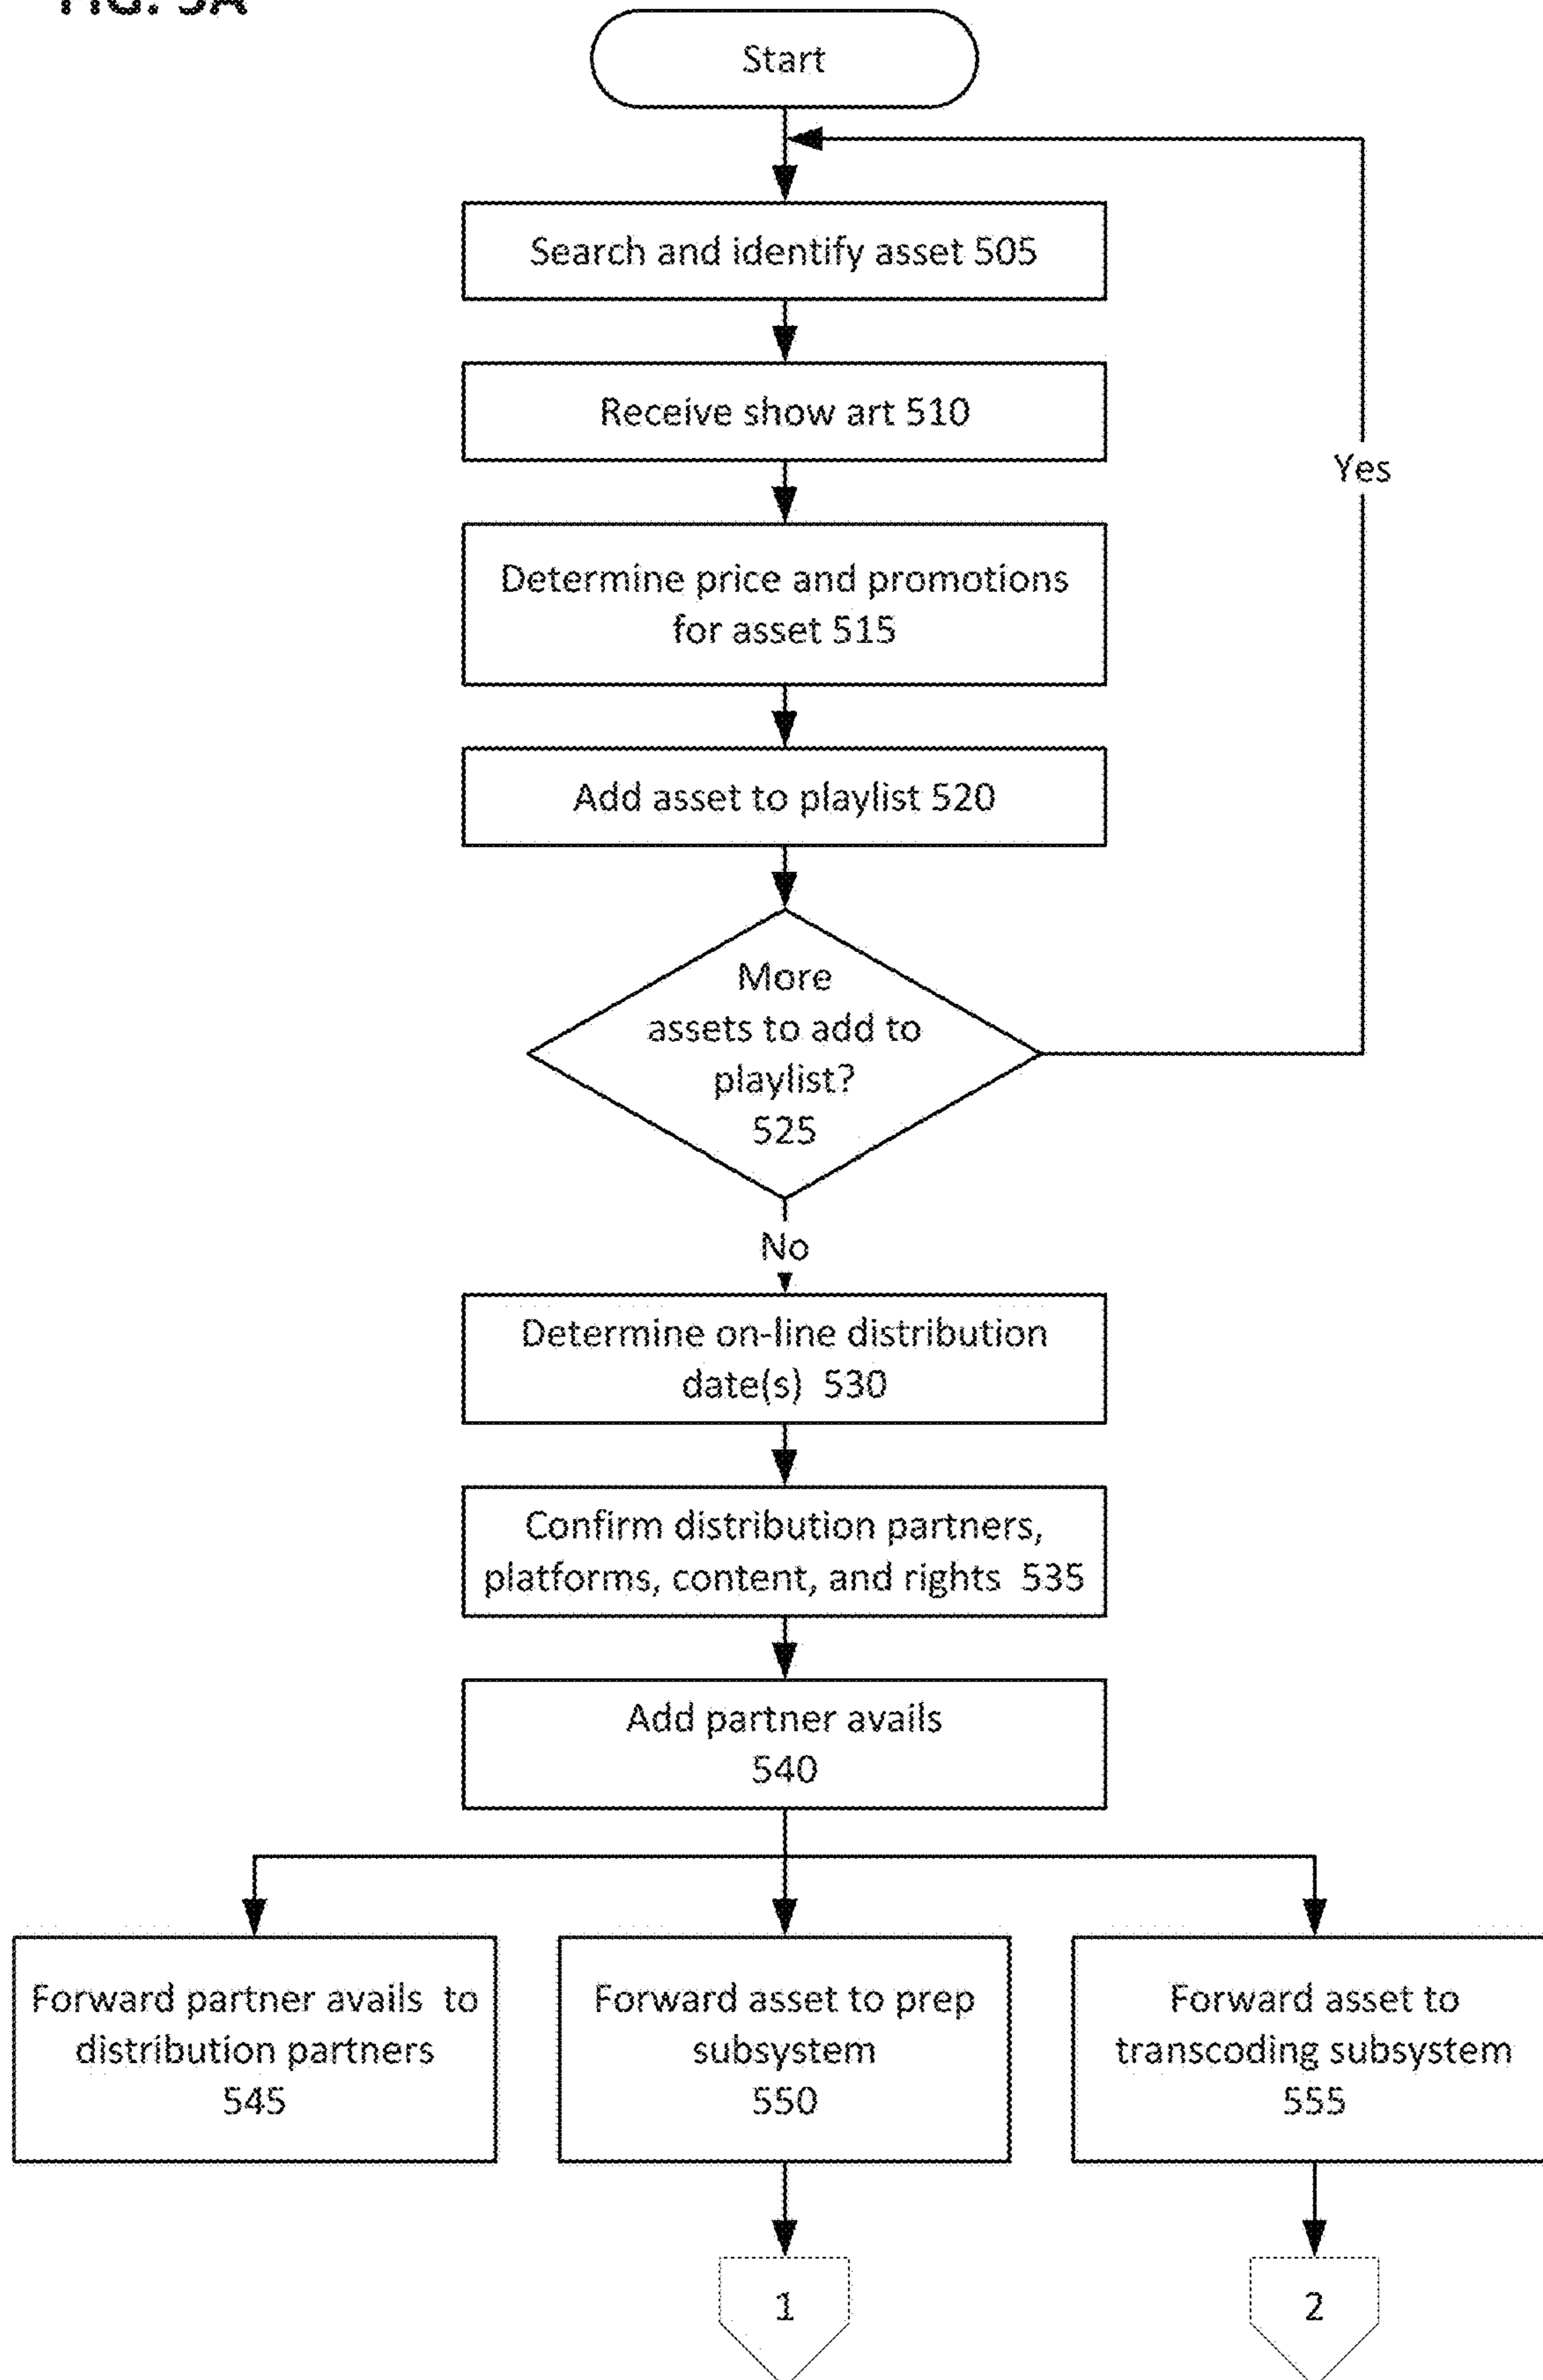 FIG. 5A
Start
Search and identify asset 505
Receive show art 510
Yes
Determine price and promotions
for asset 515
Add asset to playlist 520
More
assets to add to
playlist?
525
No
Determine on-line distribution
date(s) 530
Confirm distribution partners,
platforms, content, and rights 535
Add partner avails
540
Forward partner avails to
distribution partners
545
Forward asset to prep
subsystem
550
Forward asset to
transcoding subsystem
555
1
2